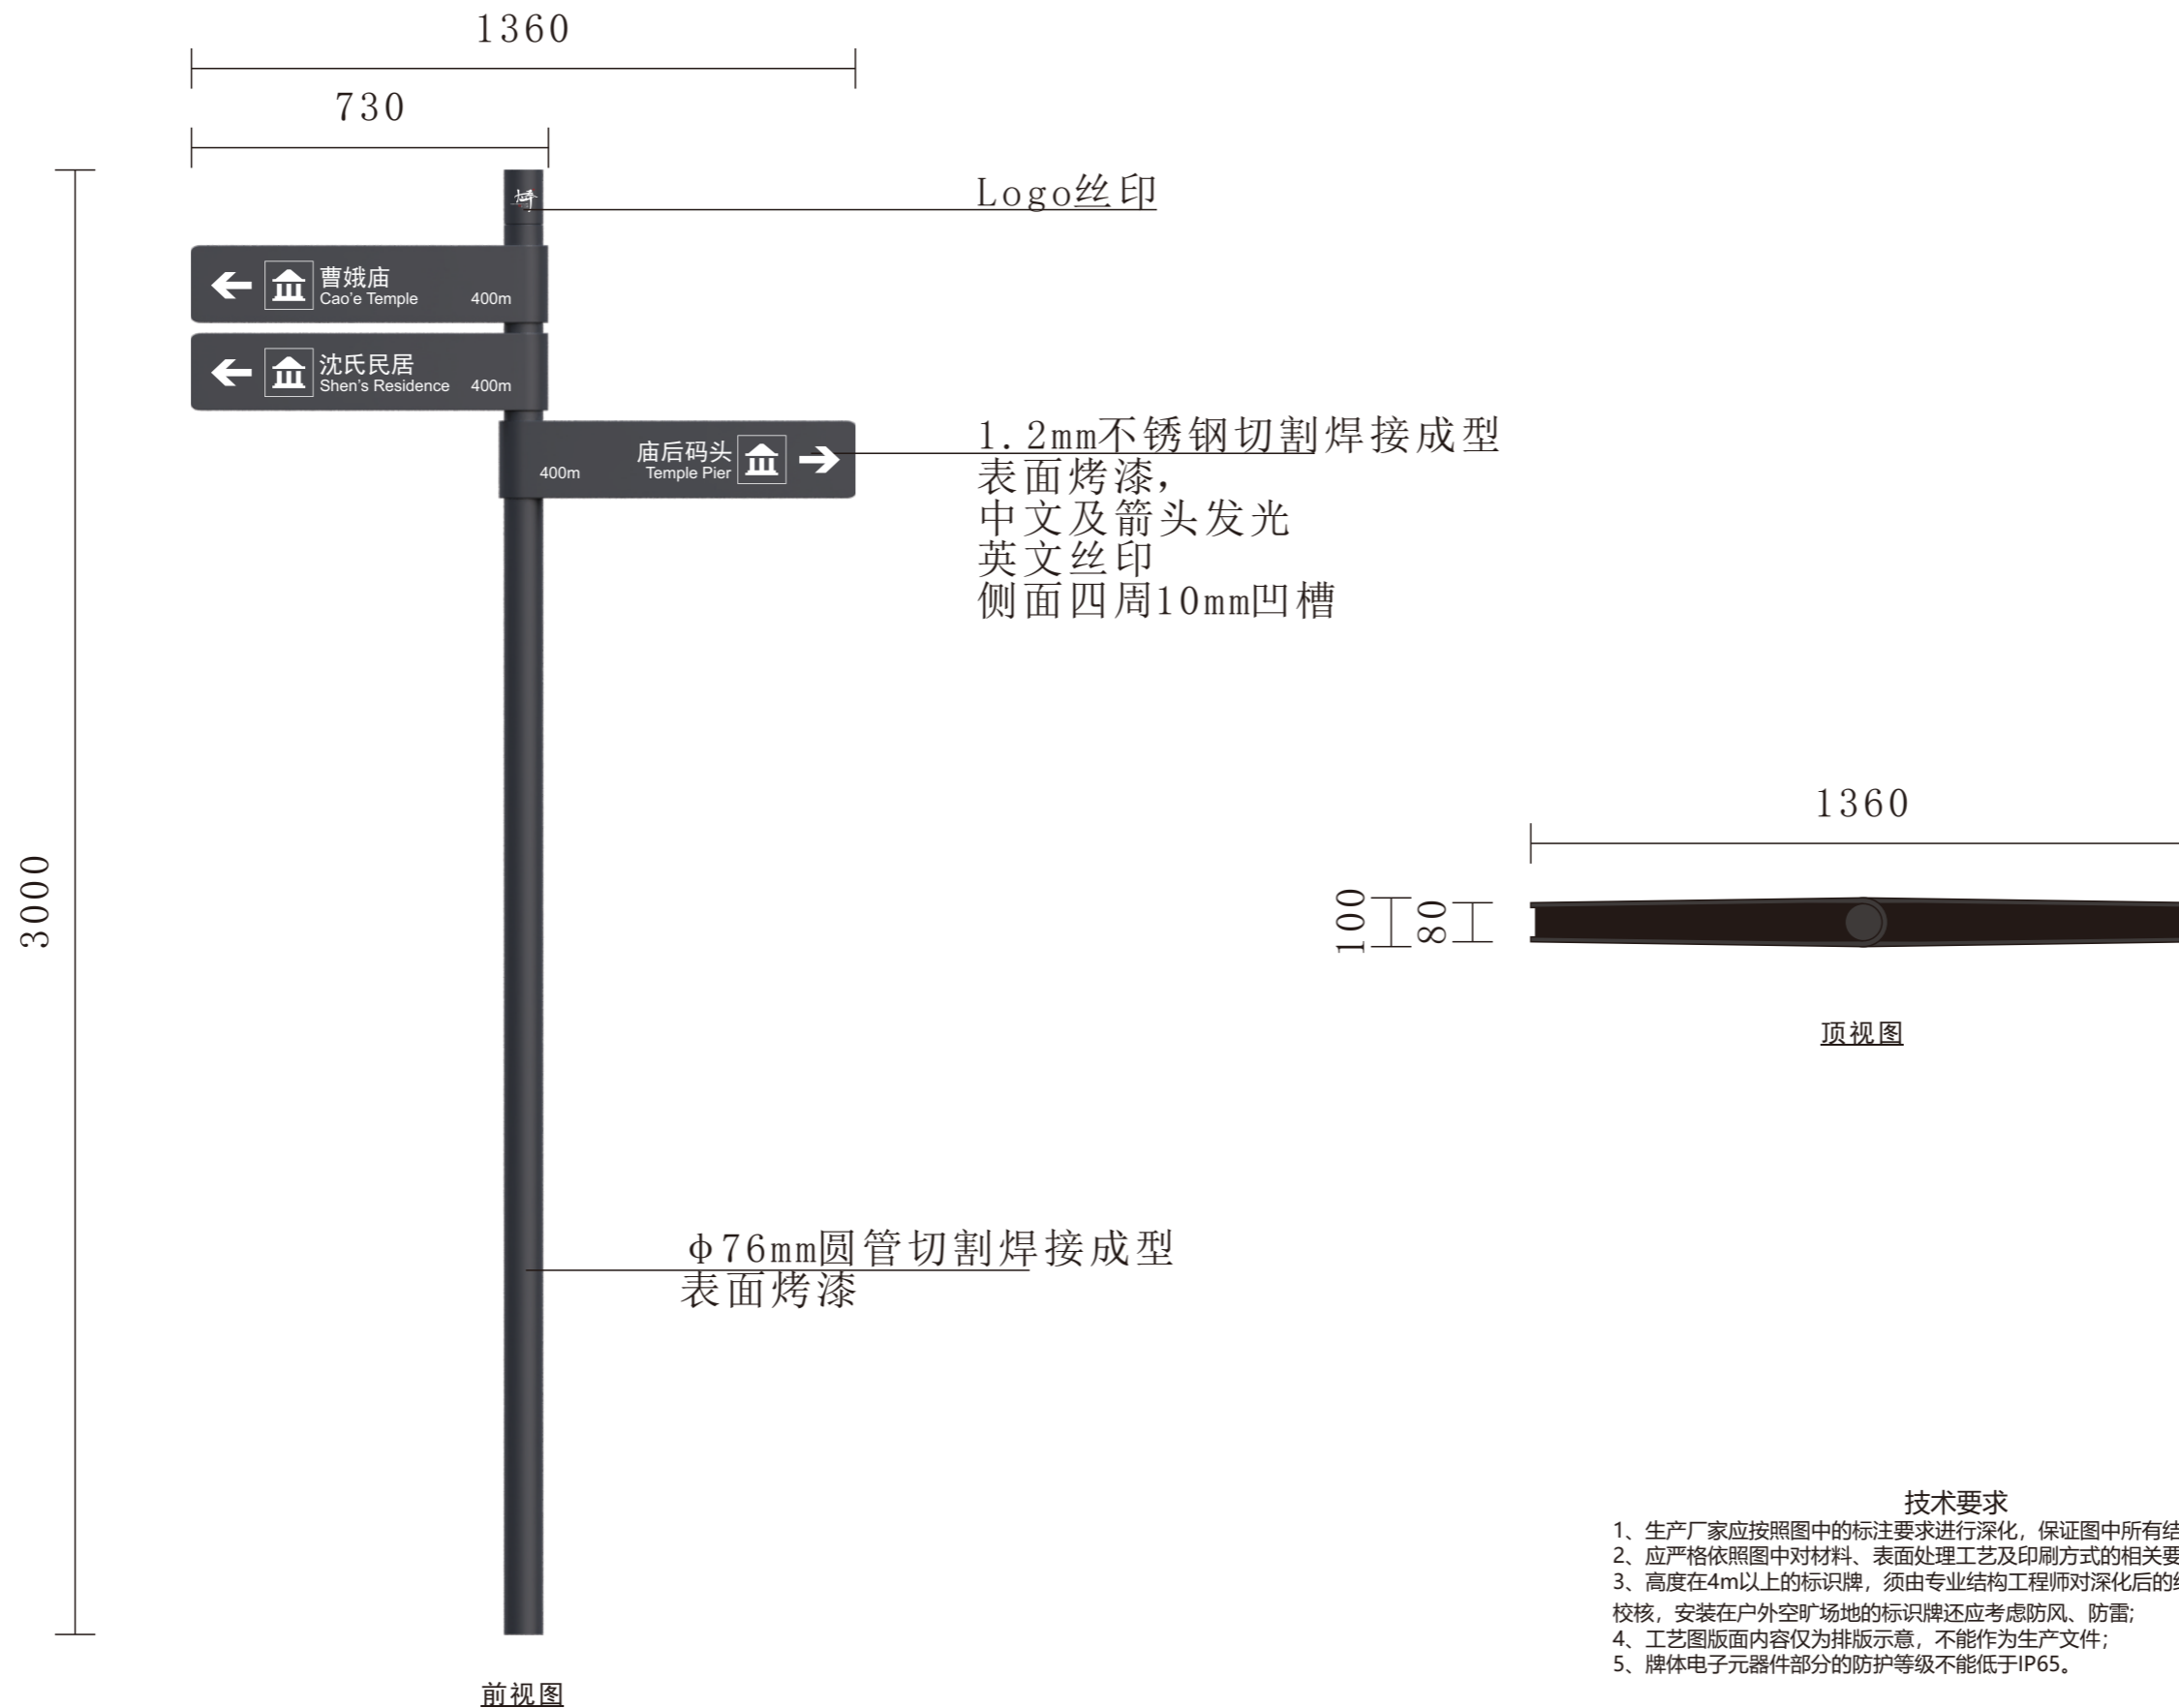 1360
730
Logo丝印
曹娥庙
Cao'e Temple 400m
沈氏民居
Shen's Residence 400m
庙后码头
400m Temple Pier
1.2mm不锈钢切割焊接成型
表面烤漆，
中文及箭头发光
英文丝印
侧面四周10mm凹槽
3000
1360
100
80
顶视图
φ76mm圆管切割焊接成型
表面烤漆
前视图
技术要求
1、生产厂家应按照图中的标注要求进行深化，保证图中所有结
2、应严格依照图中对材料、表面处理工艺及印刷方式的相关要
3、高度在4m以上的标识牌，须由专业结构工程师对深化后的
校核，安装在户外空旷场地的标识牌还应考虑防风、防雷;
4、工艺图版面内容仅为排版示意，不能作为生产文件；
5、牌体电子元器件部分的防护等级不能低于IP65。